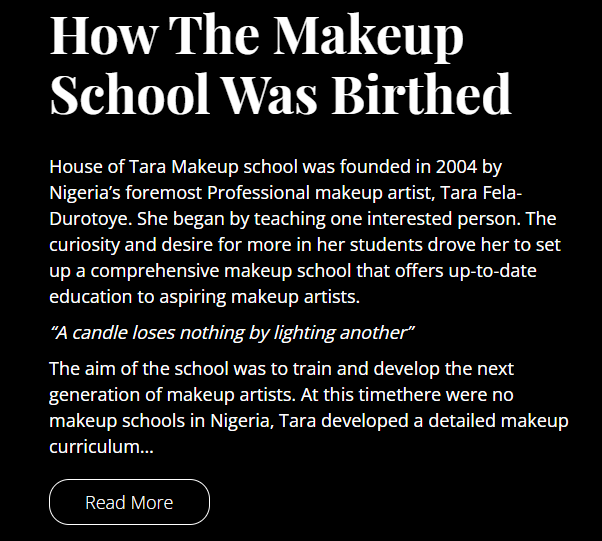 How The Makeup
School Was Birthed
House of Tara Makeup school was founded in 2004 by
Nigeria’s foremost Professional makeup artist, Tara Fela-
Durotoye. She began by teaching one interested person. The
curiosity and desire for more in her students drove her to set
up a comprehensive makeup school that offers up-to-date
education to aspiring makeup artists.
“A candle loses nothing by lighting another”
The aim of the school was to train and develop the next
generation of makeup artists. At this timethere were no
makeup schools in Nigeria, Tara developed a detailed makeup
curriculum...
Read More